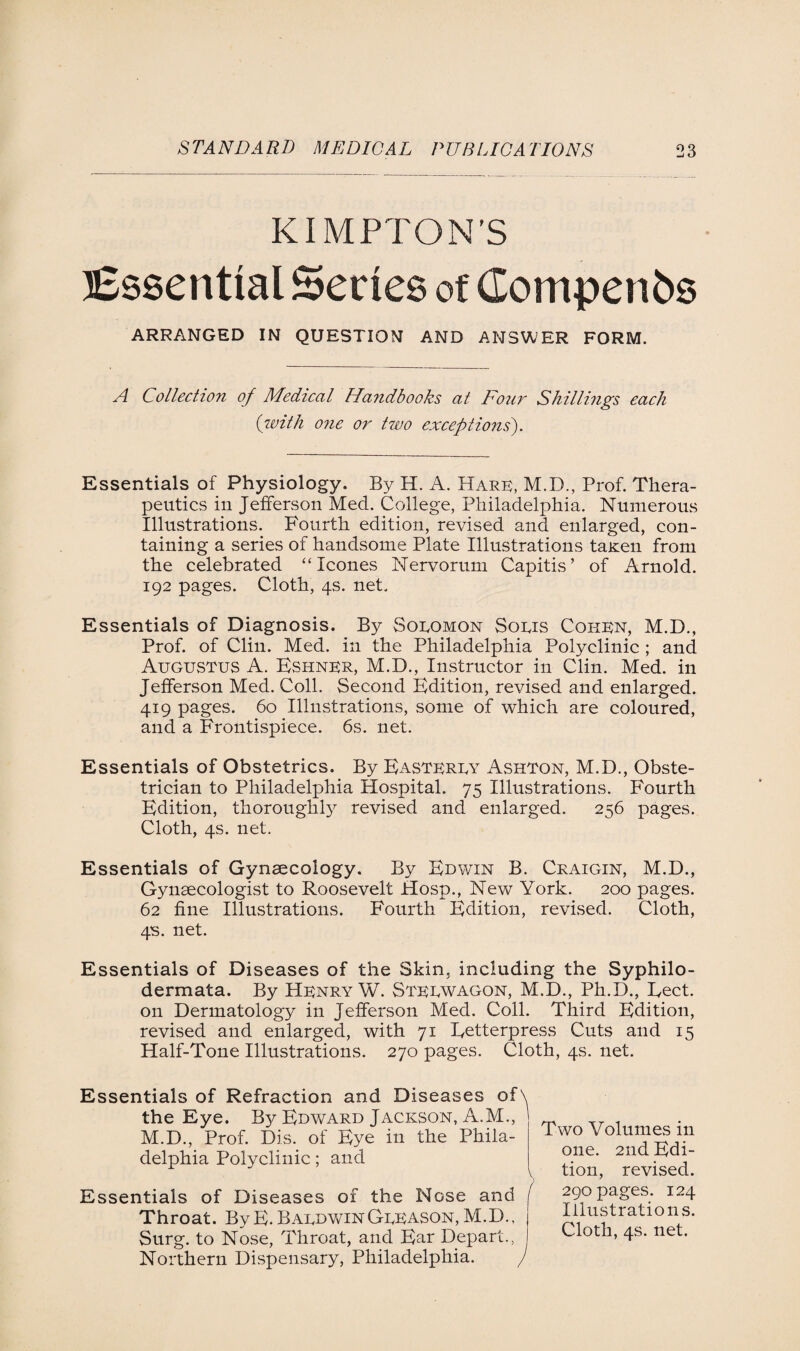 STANDARD MEDICAL PUBLICATIONS 23
KIMPTON'S
Essential Series of Compends
ARRANGED IN QUESTION AND ANSWER FORM.
A Collection of Medical Handbooks at Four Shillings each
(with one or two exceptions).
Essentials of Physiology. By H. A. HARE, M.D., Prof. Thera-
peutics in Jefferson Med. College, Philadelphia. Numerous
Illustrations. Fourth edition, revised and enlarged, con-
taining a series of handsome Plate Illustrations taken from
the celebrated “Icones Nervorum Capitis’ of Arnold.
192 pages. Cloth, 4s. net.
Essentials of Diagnosis. By SOLOMON SOLIS COHEN, M.D.,
Prof. of Clin. Med. in the Philadelphia Polyclinic; and
AUGUSTUS A. ESHNER, M.D., Instructor in Clin. Med. in
Jefferson Med. Coll. Second Edition, revised and enlarged.
419 pages. 60 Illnstrations, some of which are coloured,
and a Frontispiece. 6s. net.
Essentials of Obstetrics. By EASTERLY ASHTON, M.D., Obste-
trician to Philadelphia Hospital. 75 Illustrations. Fourth
Edition, thoroughly revised and enlarged. 256 pages.
Cloth, 4s. net.
Essentials of Gynæcology. By EDWIN B. CRAIGIN, M.D.,
Gynæcologist to Roosevelt Hosp., New York. 200 pages.
62 fine Illustrations. Fourth Edition, revised. Cloth,
4s. net.
Essentials of Diseases of the Skin, including the Syphilo-
dermata. By HENRY W. STELWAGON, M.D., Ph.D., Lect.
on Dermatology in Jefferson Med. Coll. Third Edition,
revised and enlarged, with 71 Letterpress Cuts and 15
Half-Tone Illustrations. 270 pages. Cloth, 4s. net.
Essentials of Refraction and Diseases of
the Eye. By EDWARD JACKSON, A.M.,
M.D., Prof. Dis. of Eye in the Phila-
delphia Polyclinic; and
Essentials of Diseases of the Nose and
Throat. By E. BALDWIN GLEASON, M.D.,
Surg. to Nose, Throat, and Ear Depart.,
Northern Dispensary, Philadelphia.
Two Volumes in
one. 2nd Edi-
tion, revised.
290 pages. 124
Illustrations.
Cloth, 4s. net.